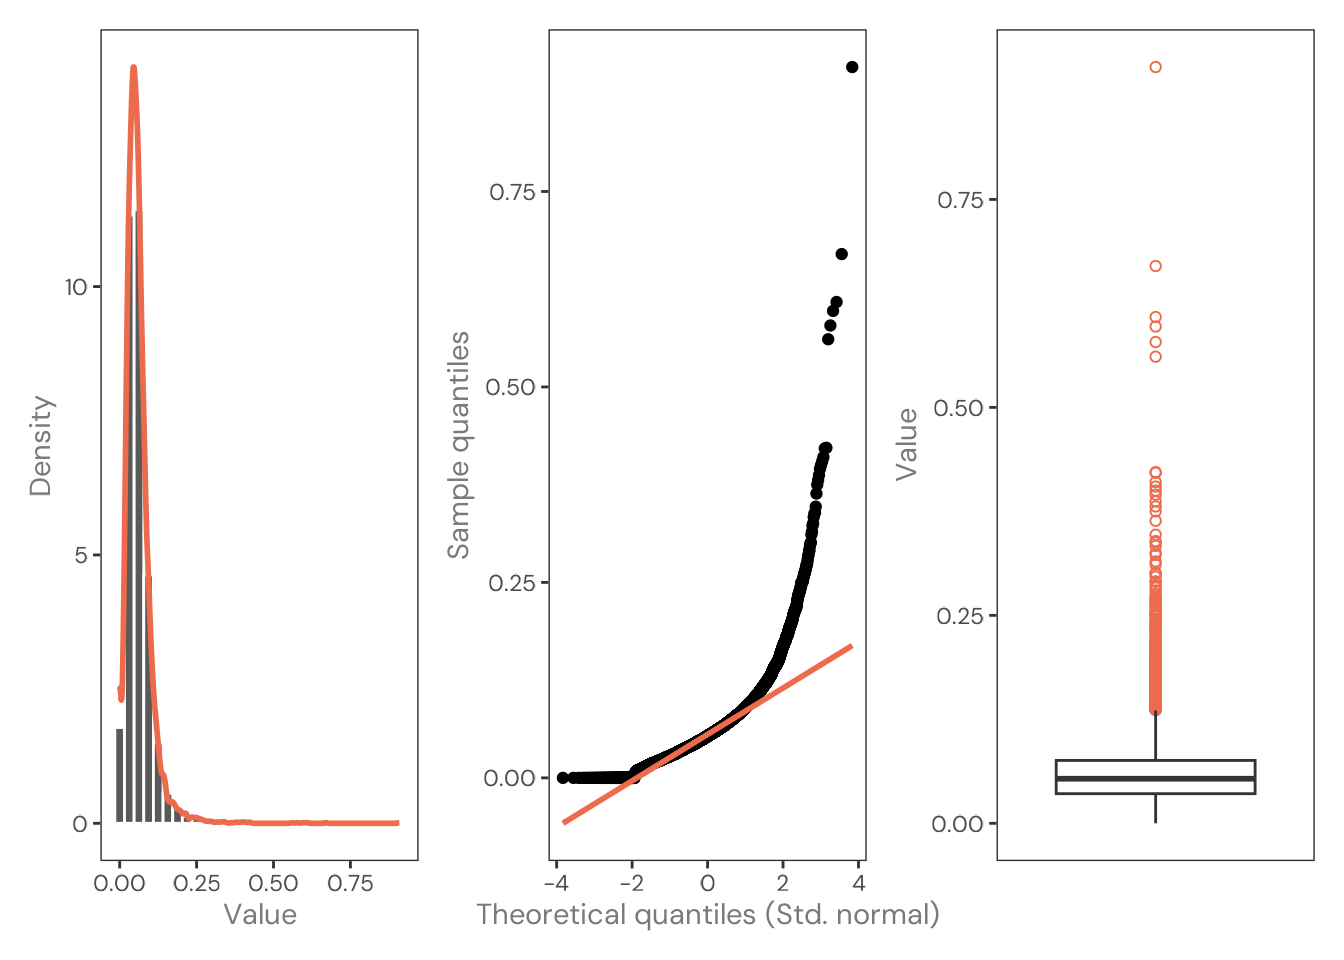 Density
10
5
0
0.00 0.25 0.50 0.75
Value
Sample quantiles
0.75
0.50
0.25
0.00
−4 −2 0 2 4
Theoretical quantiles (Std. normal)
Value
0.75
0.50
0.25
0.00